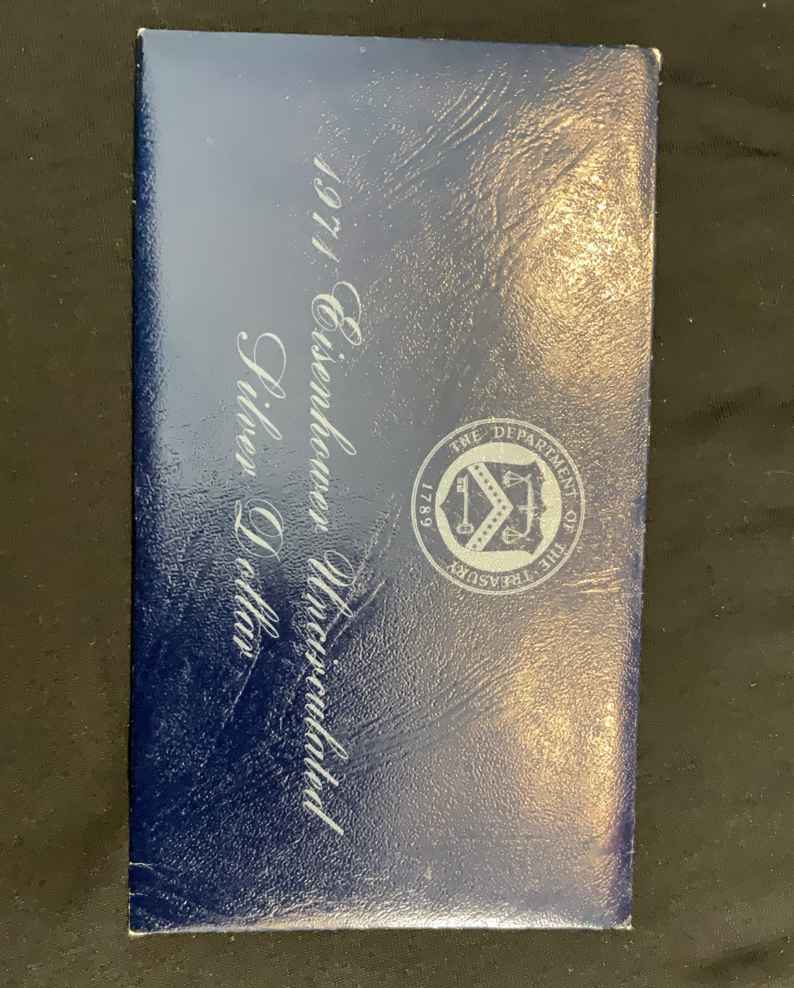 THE DEPARTMENT OF THE TREASURY
1789
1971 Eisenhower Uncirculated
Silver Dollar